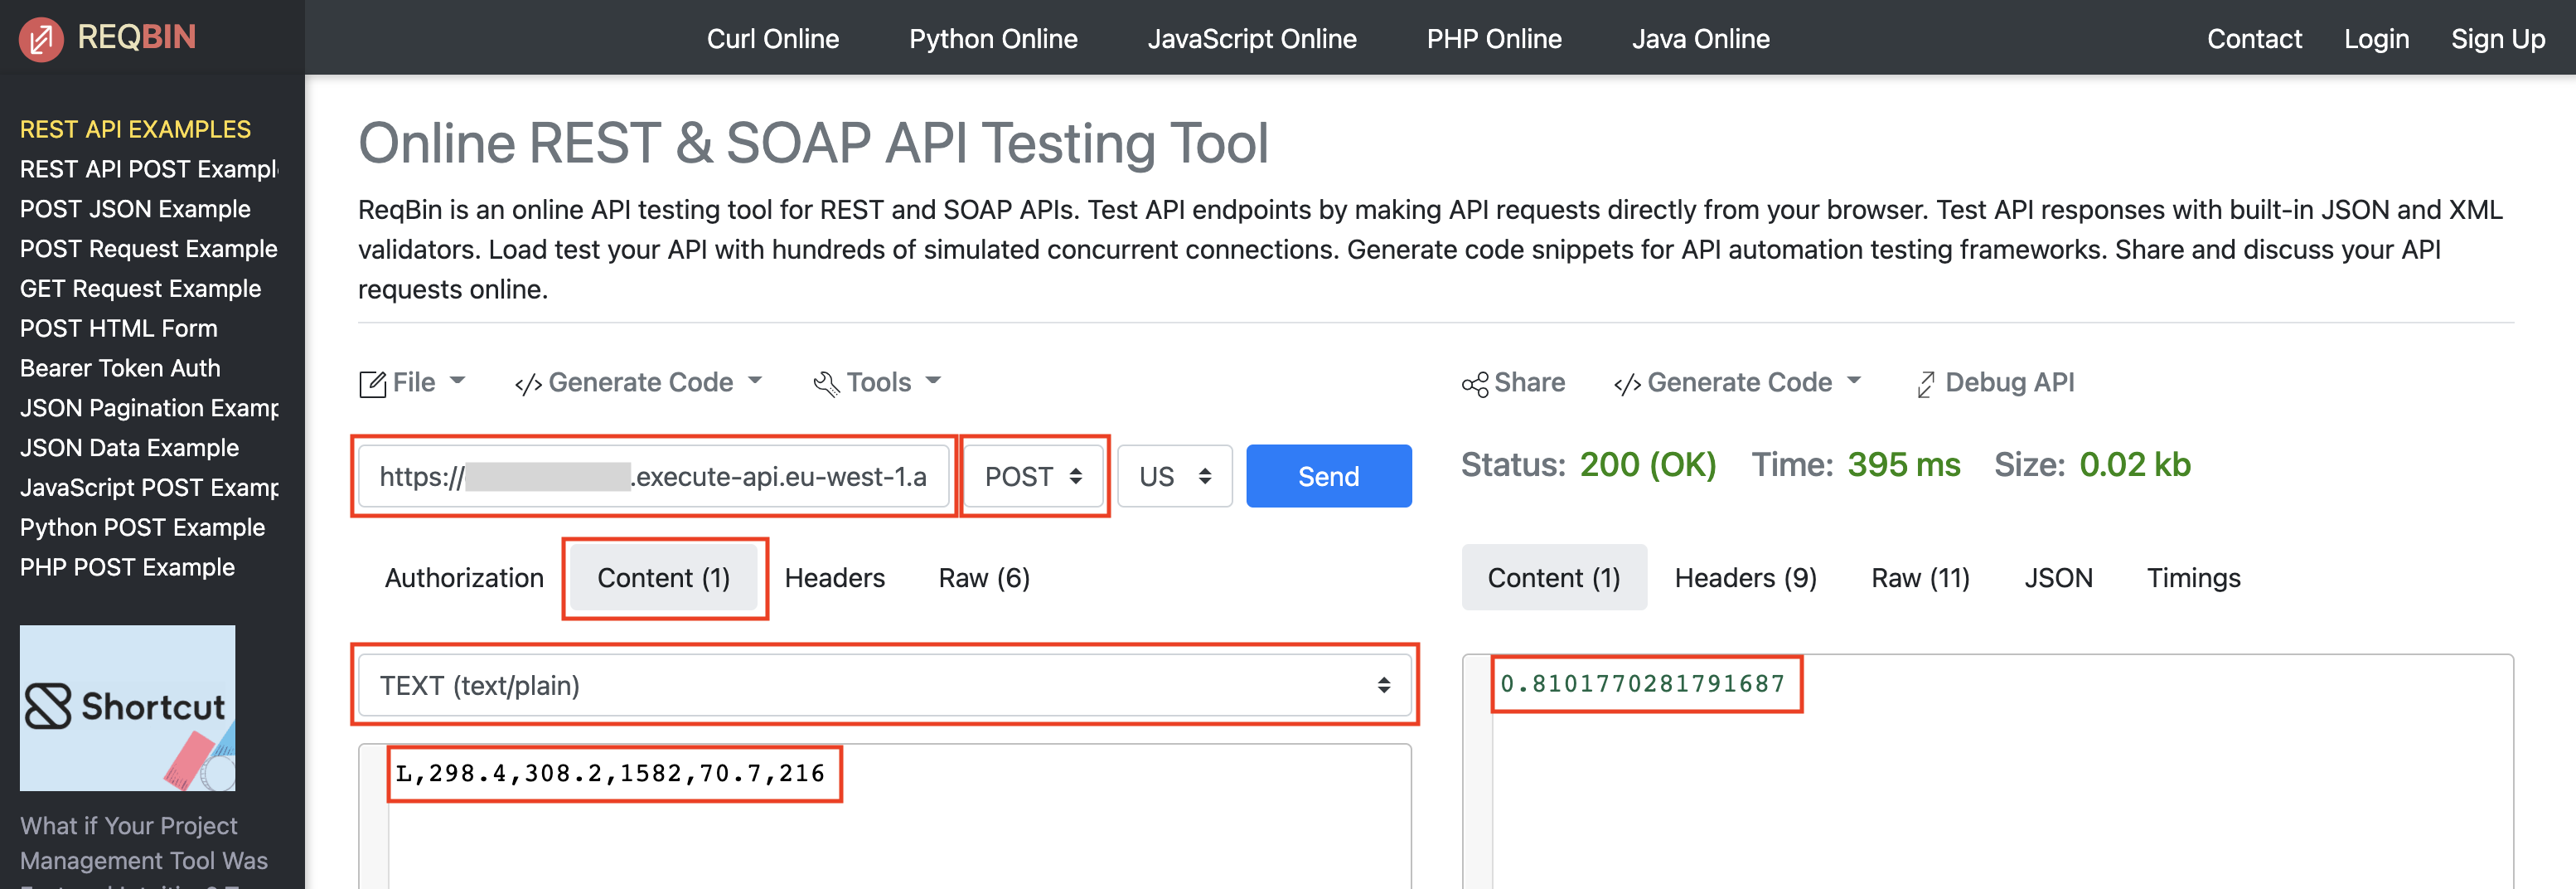 REQBIN
Curl Online
Python Online
JavaScript Online
PHP Online
Java Online
Contact
Login
Sign Up
REST API EXAMPLES
REST API POST Exampl
POST JSON Example
POST Request Example
GET Request Example
POST HTML Form
Bearer Token Auth
JSON Pagination Examp
JSON Data Example
JavaScript POST Examp
Python POST Example
PHP POST Example
Shortcut
What if Your Project
Management Tool Was
Online REST & SOAP API Testing Tool
ReqBin is an online API testing tool for REST and SOAP APIs. Test API endpoints by making API requests directly from your browser. Test API responses with built-in JSON and XML
validators. Load test your API with hundreds of simulated concurrent connections. Generate code snippets for API automation testing frameworks. Share and discuss your API
requests online.
File
Generate Code
Tools
https:// .execute-api.eu-west-1.a
POST
US
Send
Authorization
Content (1)
Headers
Raw (6)
TEXT (text/plain)
L,298.4,308.2,1582,70.7,216
Share
Generate Code
Debug API
Status: 200 (OK) Time: 395 ms Size: 0.02 kb
Content (1)
Headers (9)
Raw (11)
JSON
Timings
0.8101770281791687